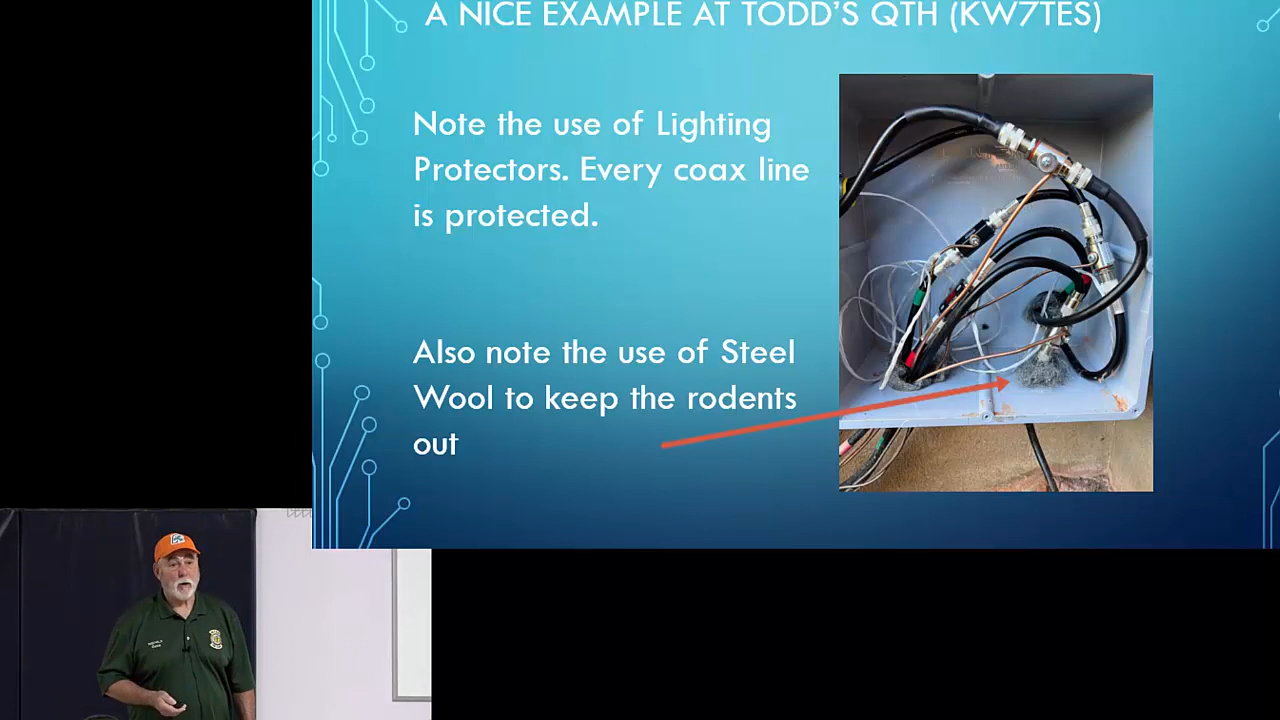 A NICE EXAMPLE AT TODD'S QTH (KW7TES)
Note the use of Lighting
Protectors. Every coax line
is protected.
Also note the use of Steel
Wool to keep the rodents
out